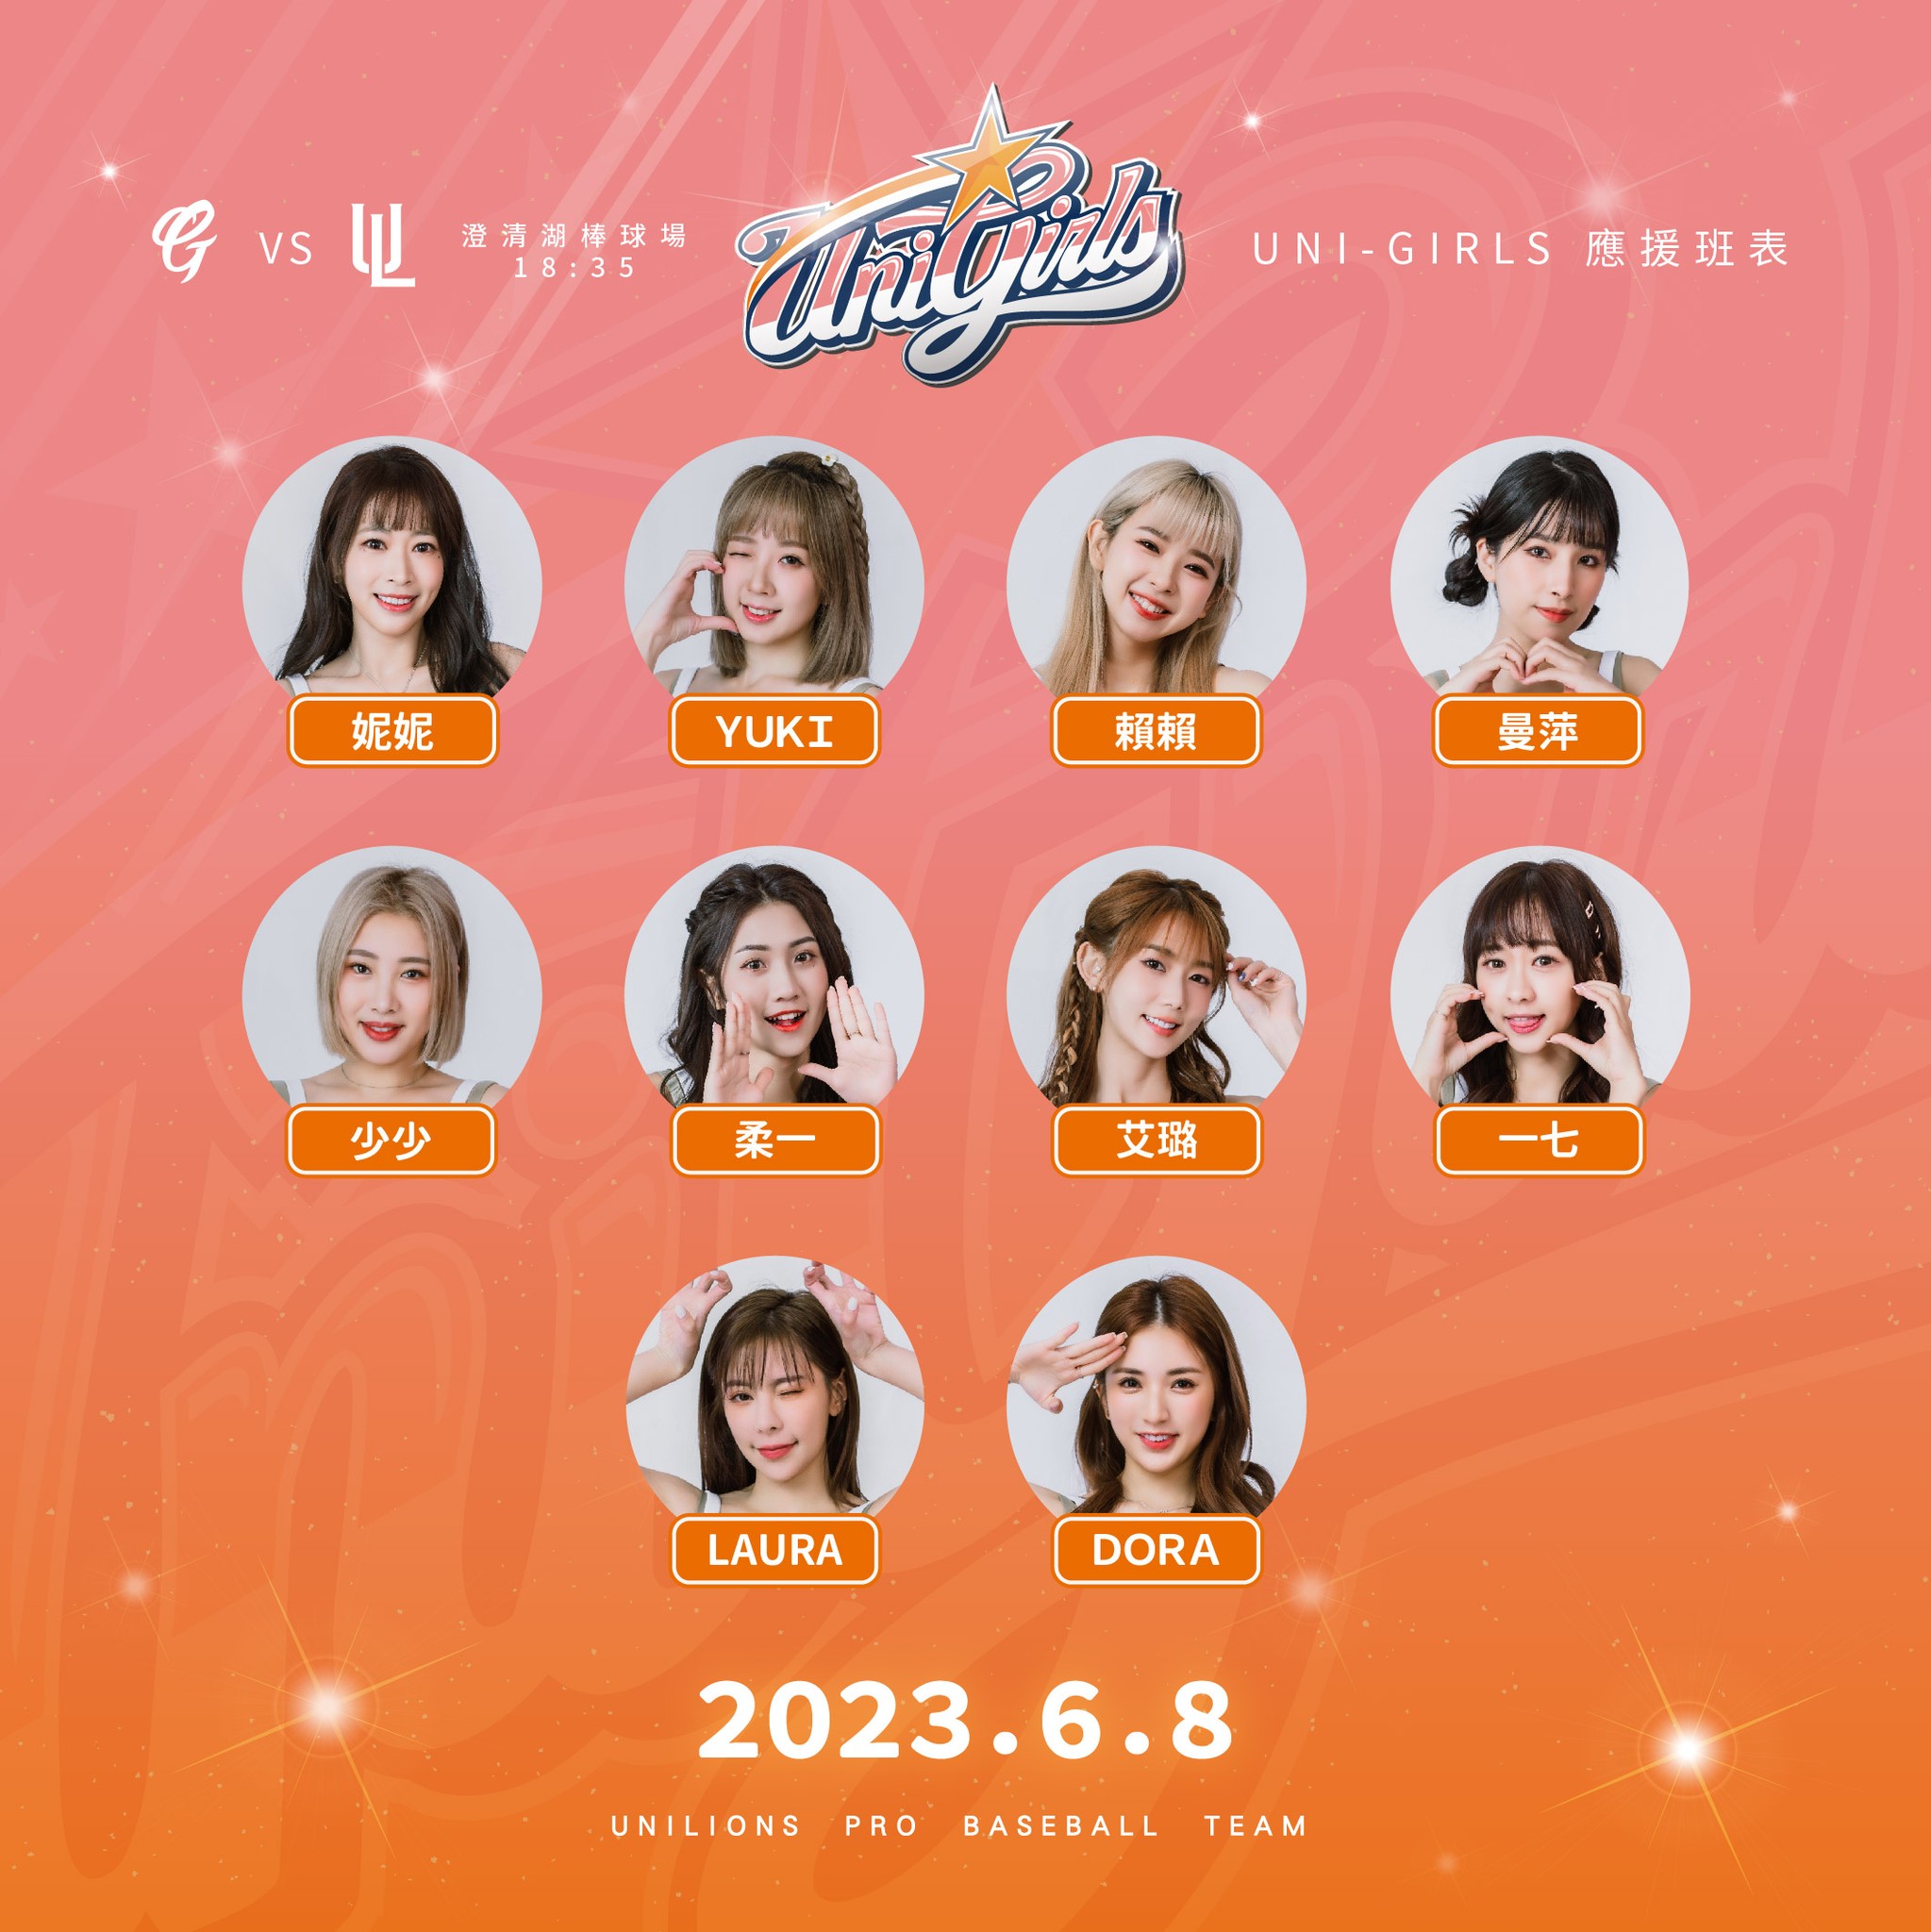 G VS UL
澄清湖棒球場
18:35
UniGirls
UNI-GIRLS 應援班表
妮妮
YUKI
賴賴
曼萍
少少
柔一
艾璐
一七
LAURA
DORA
2023.6.8
UNILIONS PRO BASEBALL TEAM